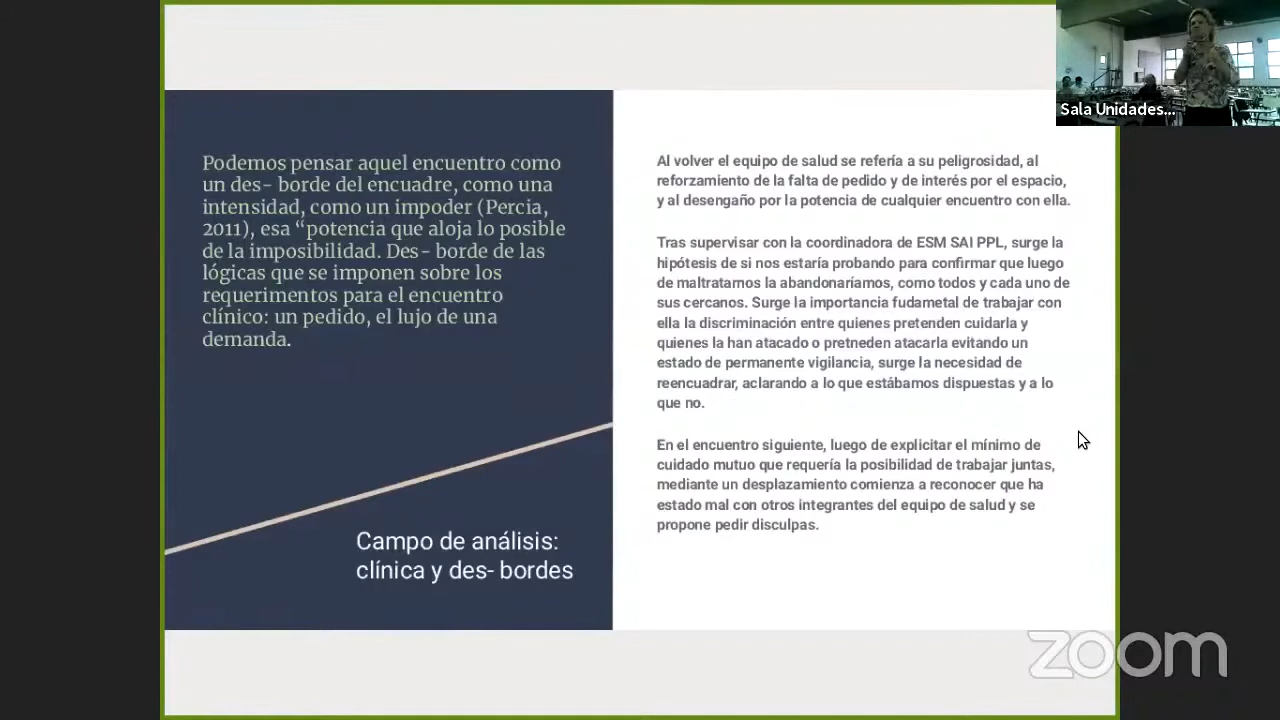 Podemos pensar aquel encuentro como
un des- borde del encuadre, como una
intensidad, como un impoder (Percia,
2011), esa “potencia que aloja lo posible
de la imposibilidad. Des- borde de las
lógicas que se imponen sobre los
requerimentos para el encuentro
clínico: un pedido, el lujo de una
demanda.
Campo de análisis:
clínica y des- bordes
Al volver el equipo de salud se refería a su peligrosidad, al
reforzamiento de la falta de pedido y de interés por el espacio,
y al desengaño por la potencia de cualquier encuentro con ella.
Tras supervisar con la coordinadora de ESM SAI PPL, surge la
hipótesis de si nos estaría probando para confirmar que luego
de maltratarnos la abandonaríamos, como todos y cada uno de
sus cercanos. Surge la importancia fudametal de trabajar con
ella la discriminación entre quienes pretenden cuidarla y
quienes la han atacado o pretneden atacarla evitando un
estado de permanente vigilancia, surge la necesidad de
reencuadrar, aclarando a lo que estábamos dispuestas y a lo
que no.
En el encuentro siguiente, luego de explicitar el mínimo de
cuidado mutuo que requería la posibilidad de trabajar juntas,
mediante un desplazamiento comienza a reconocer que ha
estado mal con otros integrantes del equipo de salud y se
propone pedir disculpas.
Sala Unidades...
zoom